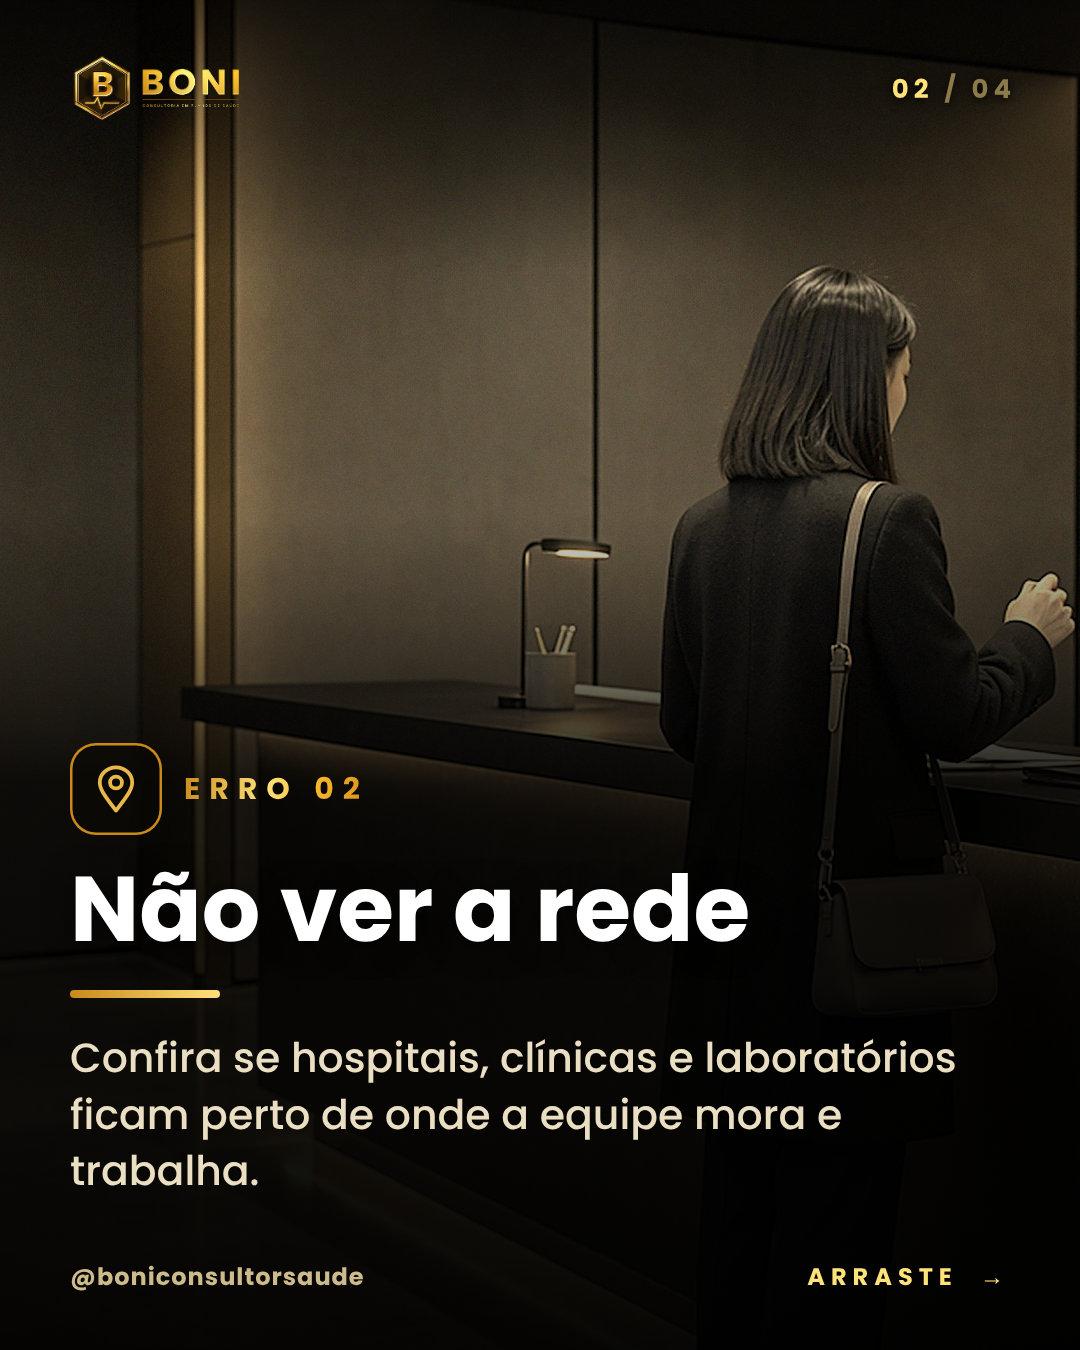 BONI
02 / 04
ERRO 02
Não ver a rede
Confira se hospitais, clínicas e laboratórios
ficam perto de onde a equipe mora e
trabalha.
@boniconsultorsaude
ARRASTE →